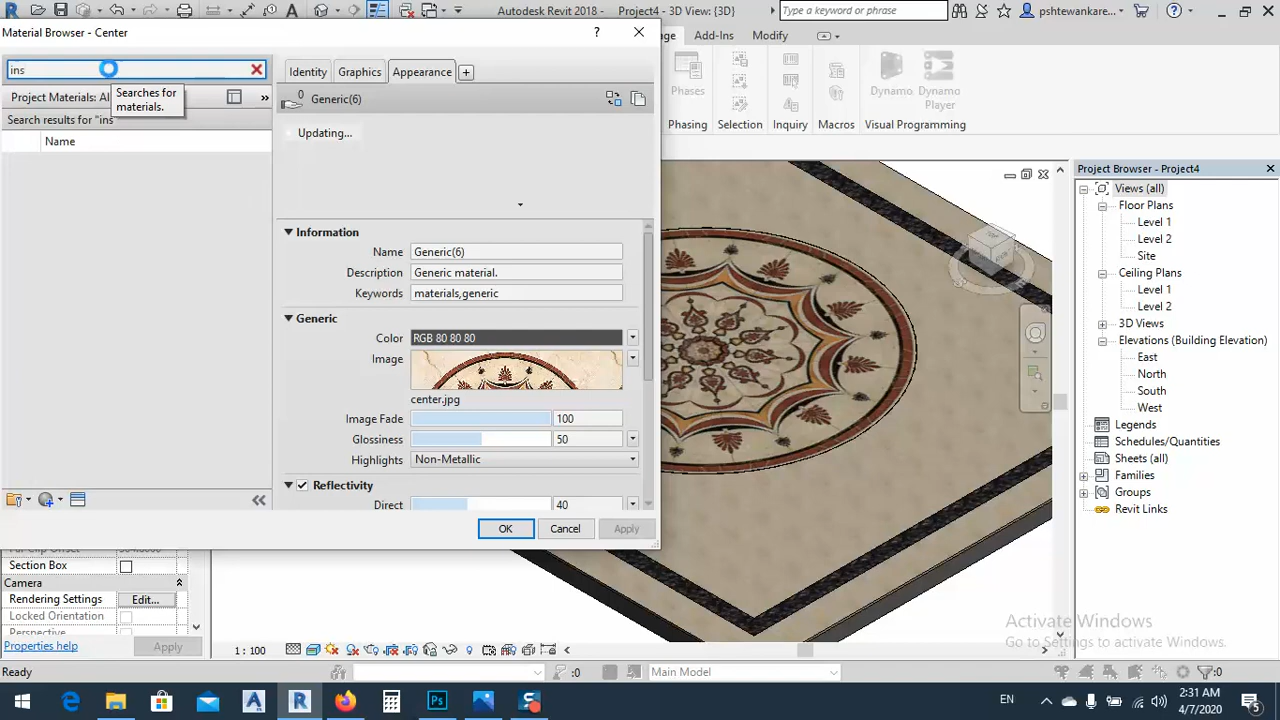 Autodesk Revit 2018 - Project4 - 3D View: {3D}
Type a keyword or phrase
pshtewankare...
Material Browser - Center
ins
Searches for materials.
Project Materials: Al
Search results for "ins
Name
Identity
Graphics
Appearance
0
Generic(6)
Updating...
Information
Name
Generic(6)
Description
Generic material.
Keywords
materials,generic
Generic
Color
RGB 80 80 80
Image
center.jpg
Image Fade
100
Glossiness
50
Highlights
Non-Metallic
Reflectivity
Direct
40
OK
Cancel
Apply
age
Add-Ins
Modify
Phases
Dynamo
Dynamo Player
Phasing
Selection
Inquiry
Macros
Visual Programming
Project Browser - Project4
Views (all)
Floor Plans
Level 1
Level 2
Site
Ceiling Plans
Level 1
Level 2
3D Views
Elevations (Building Elevation)
East
North
South
West
Legends
Schedules/Quantities
Sheets (all)
Families
Groups
Revit Links
Section Box
Camera
Rendering Settings
Edit...
Locked Orientation
Perspective
Properties help
Apply
1 : 100
Activate Windows
Go to Settings to activate Windows.
Ready
:0
Main Model
:0
EN
2:31 AM
4/7/2020
5